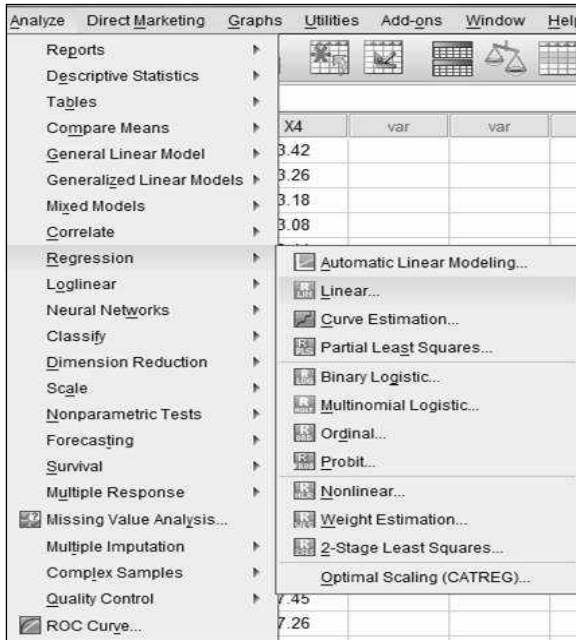 Analyze Direct Marketing Graphs Utilities Add-ons Window Help
Reports
Descriptive Statistics
Tables
Compare Means
General Linear Model
Generalized Linear Models
Mixed Models
Correlate
Regression
Loglinear
Neural Networks
Classify
Dimension Reduction
Scale
Nonparametric Tests
Forecasting
Survival
Multiple Response
Missing Value Analysis...
Multiple Imputation
Complex Samples
Quality Control
ROC Curve...
X4 var var
3.42
3.26
3.18
3.08
Automatic Linear Modeling...
Linear...
Curve Estimation...
Partial Least Squares...
Binary Logistic...
Multinomial Logistic...
Ordinal...
Probit...
Nonlinear...
Weight Estimation...
2-Stage Least Squares...
Optimal Scaling (CATREG)...
7.45
7.26